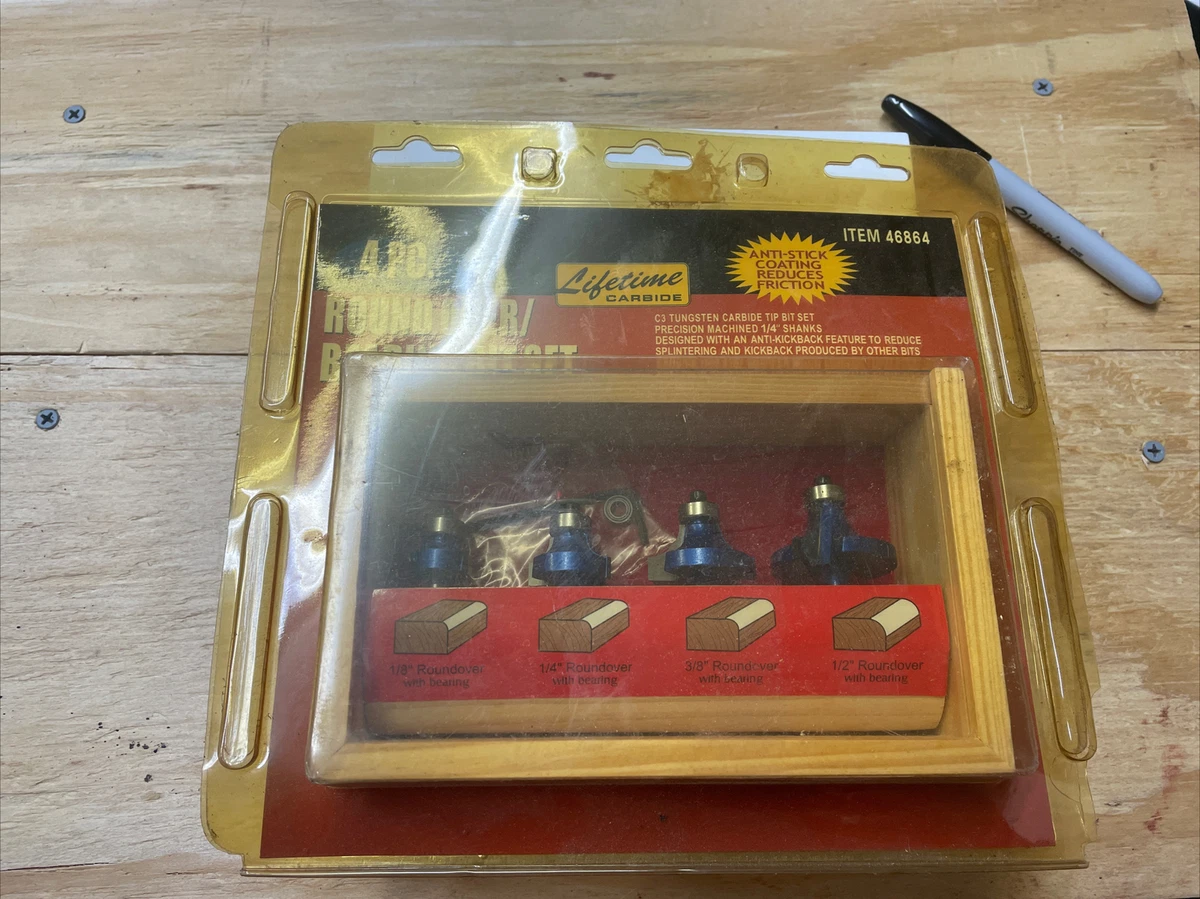 4 PC.
ROUNDOVER/
ITEM 46864
Lifetime
CARBIDE
ANTI-STICK
COATING
REDUCES
FRICTION
C3 TUNGSTEN CARBIDE TIP BIT SET
PRECISION MACHINED 1/4" SHANKS
DESIGNED WITH AN ANTI-KICKBACK FEATURE TO REDUCE
SPLINTERING AND KICKBACK PRODUCED BY OTHER BITS
1/8" Roundover
with bearing
1/4" Roundover
with bearing
3/8" Roundover
with bearing
1/2" Roundover
with bearing
Sharpie